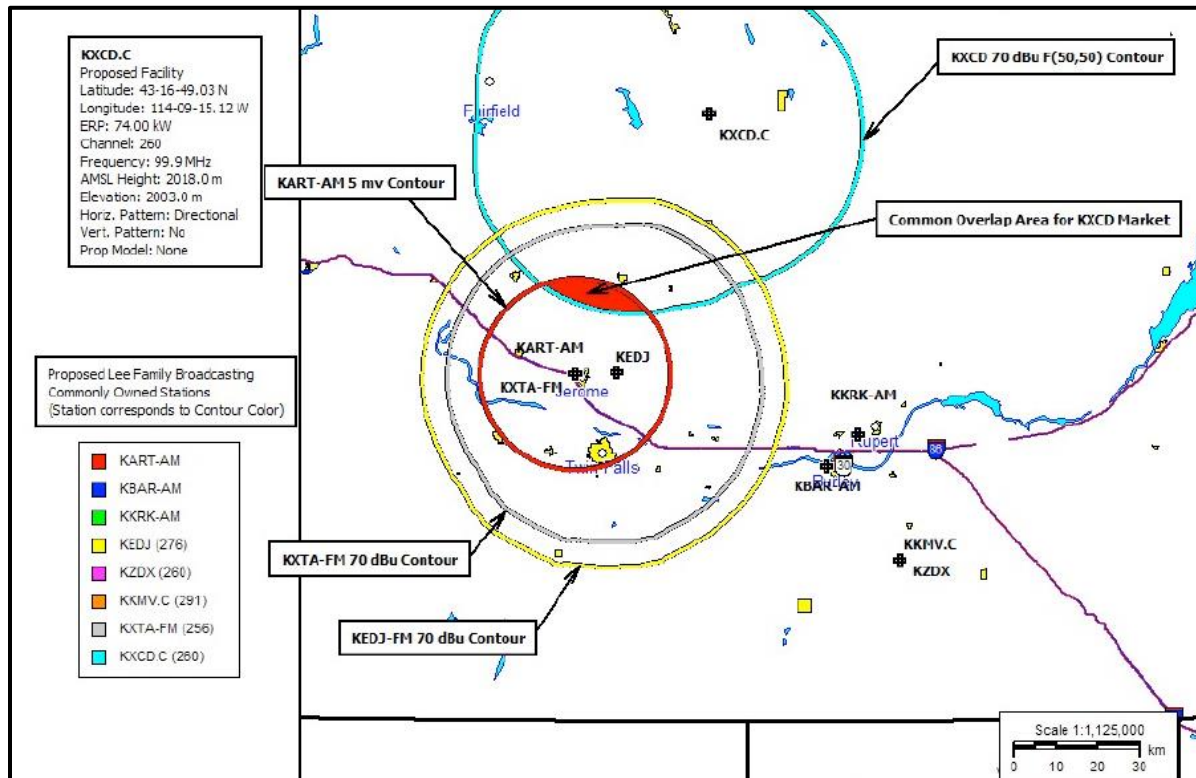 KXCD.C
Proposed Facility
Latitude: 43-16-49.03 N
Longitude: 114-09-15.12 W
ERP: 74.00 kW
Channel: 260
Frequency: 99.9 MHz
AMSL Height: 2018.0 m
Elevation: 2003.0 m
Horiz. Pattern: Directional
Vert. Pattern: No
Prop Model: None
KXCD 70 dBu F(50,50) Contour
Fairfield
KXCD.C
KART-AM 5 mv Contour
Common Overlap Area for KXCD Market
KART-AM
KEDJ
KXTA-FM
Jerome
Proposed Lee Family Broadcasting
Commonly Owned Stations
(Station corresponds to Contour Color)
KKRK-AM
Rupert
86
Twin Falls
30
KBAR-AM
Burley
KART-AM
KBAR-AM
KKRK-AM
KEDJ (276)
KZDX (260)
KKMV.C (291)
KXTA-FM (256)
KXCD.C (260)
KKMV.C
KZDX
KXTA-FM 70 dBu Contour
KEDJ-FM 70 dBu Contour
Scale 1:1,125,000
0 10 20 30 km